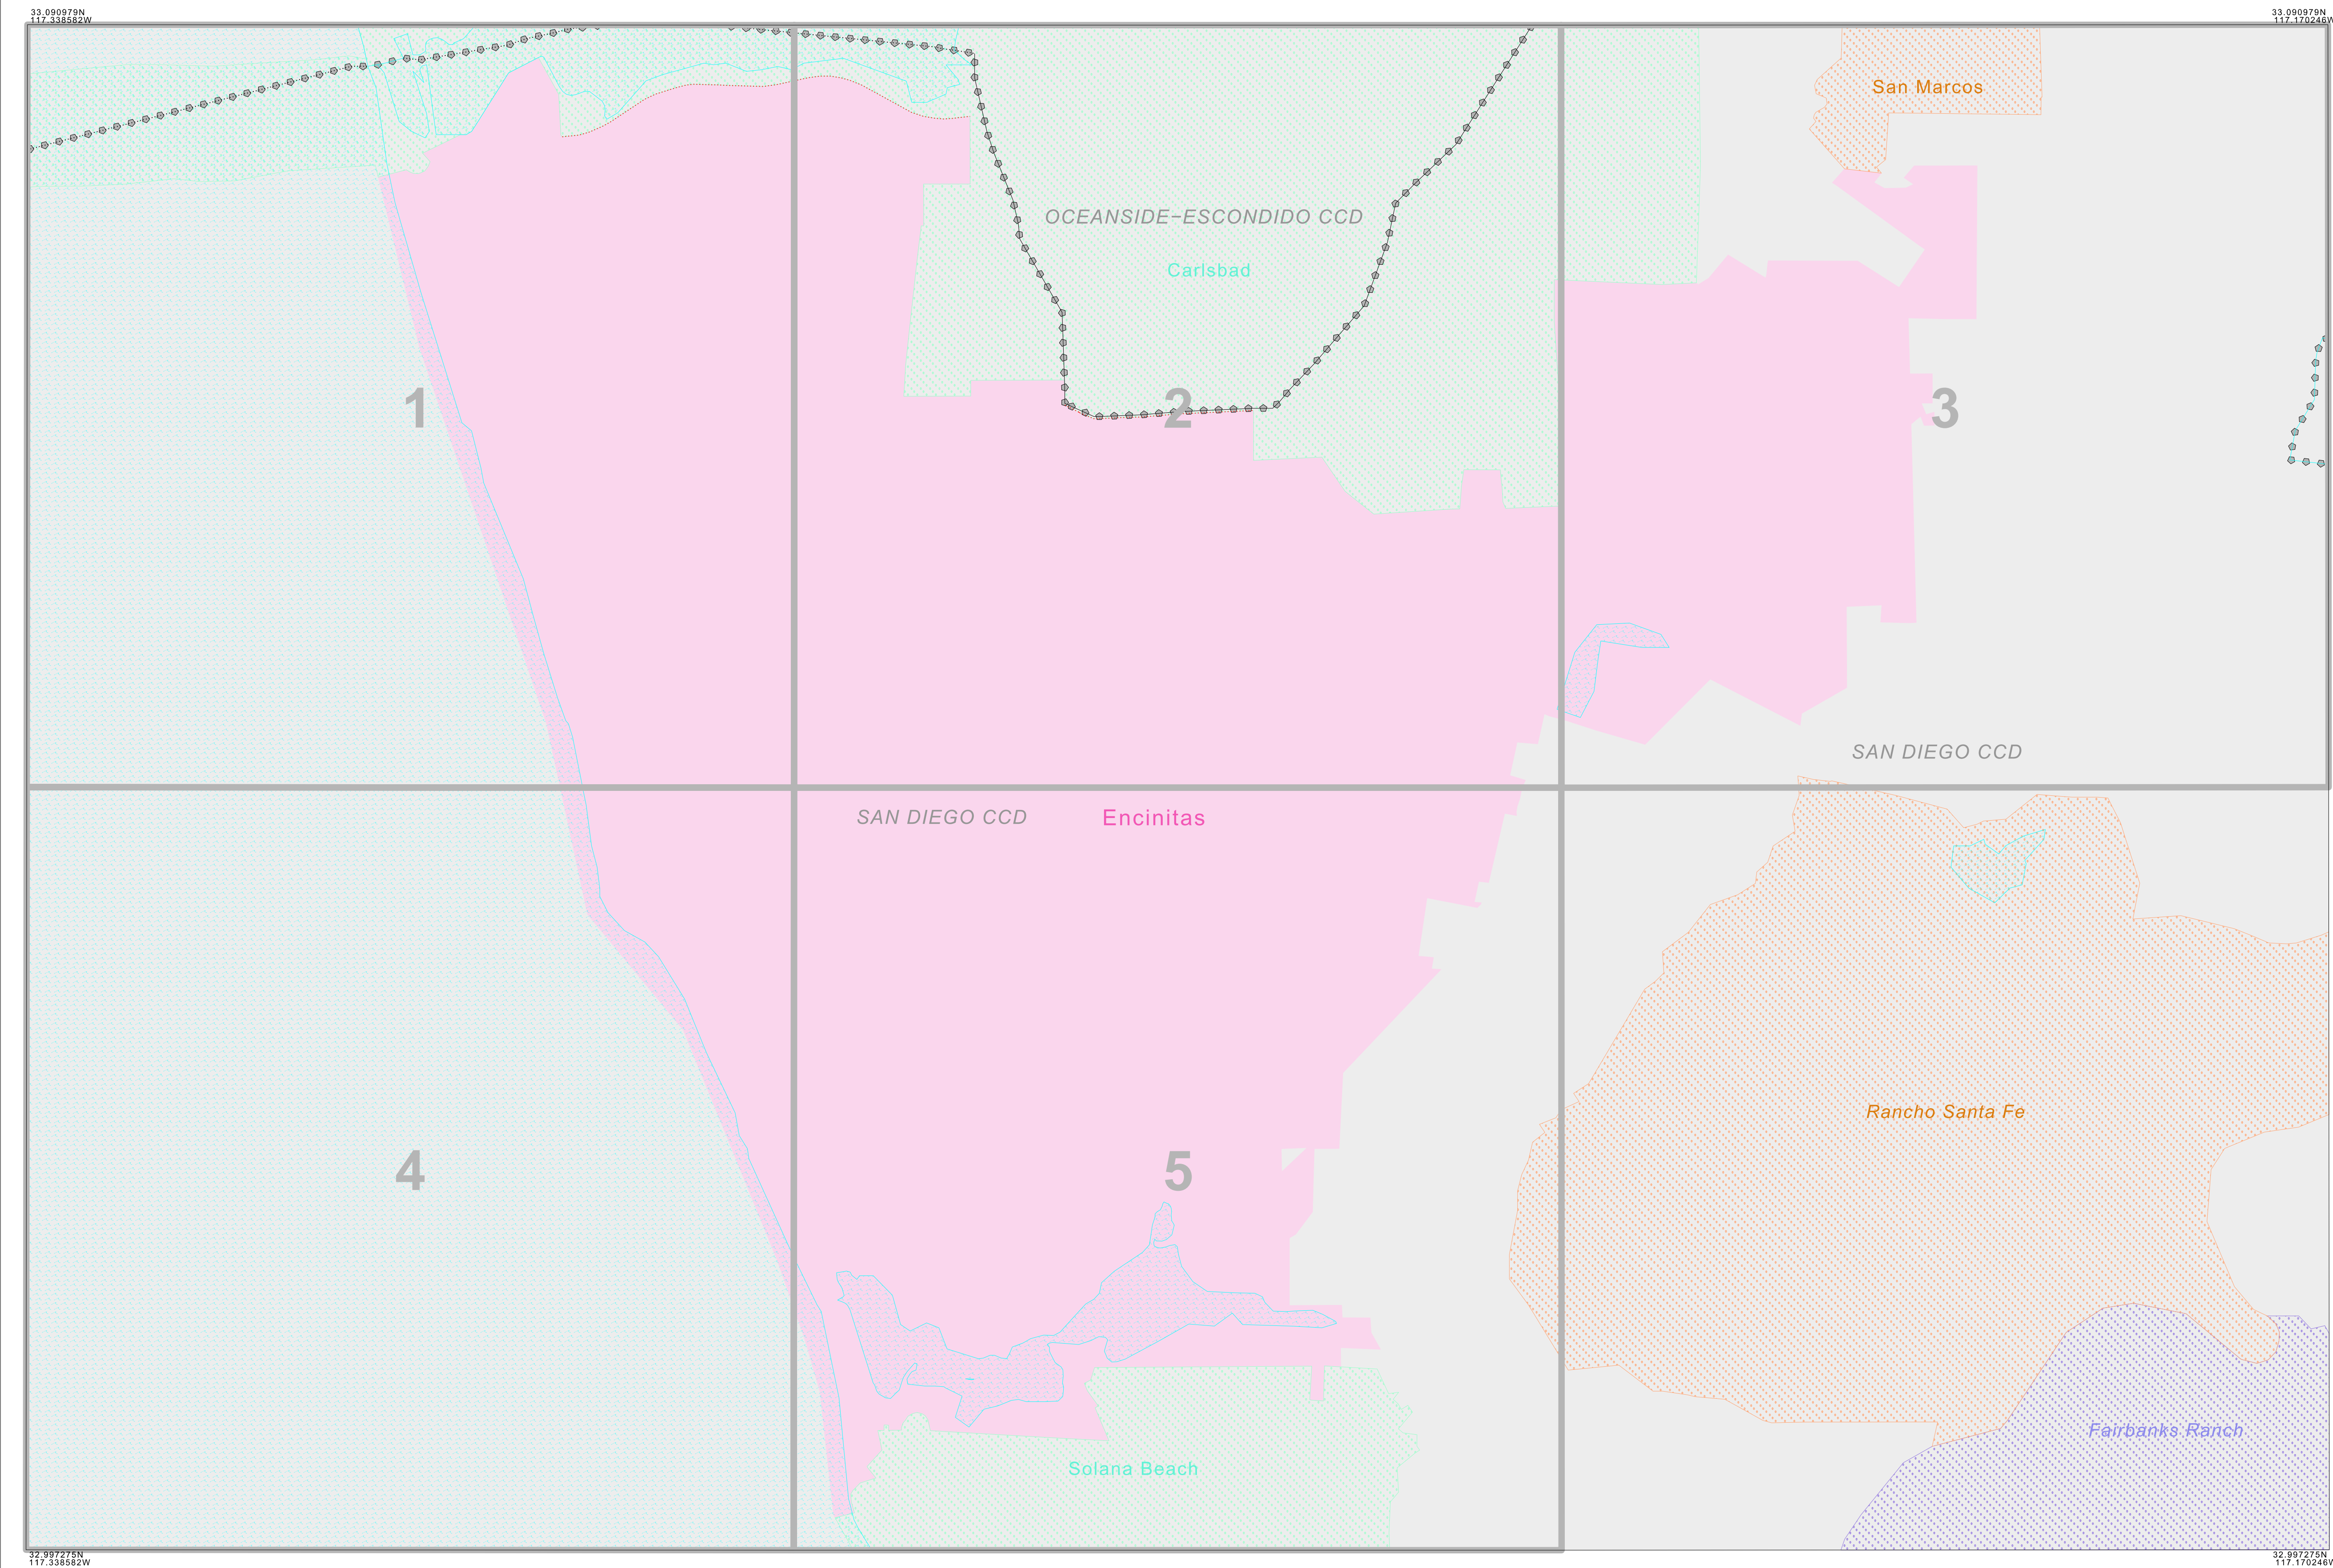 33.090979N
117.338582W
33.090979N
117.170246W
San Marcos
OCEANSIDE-ESCONDIDO CCD
Carlsbad
1
2
3
SAN DIEGO CCD
SAN DIEGO CCD
Encinitas
Rancho Santa Fe
4
5
Fairbanks Ranch
Solana Beach
32.997275N
117.338582W
32.997275N
117.170246W